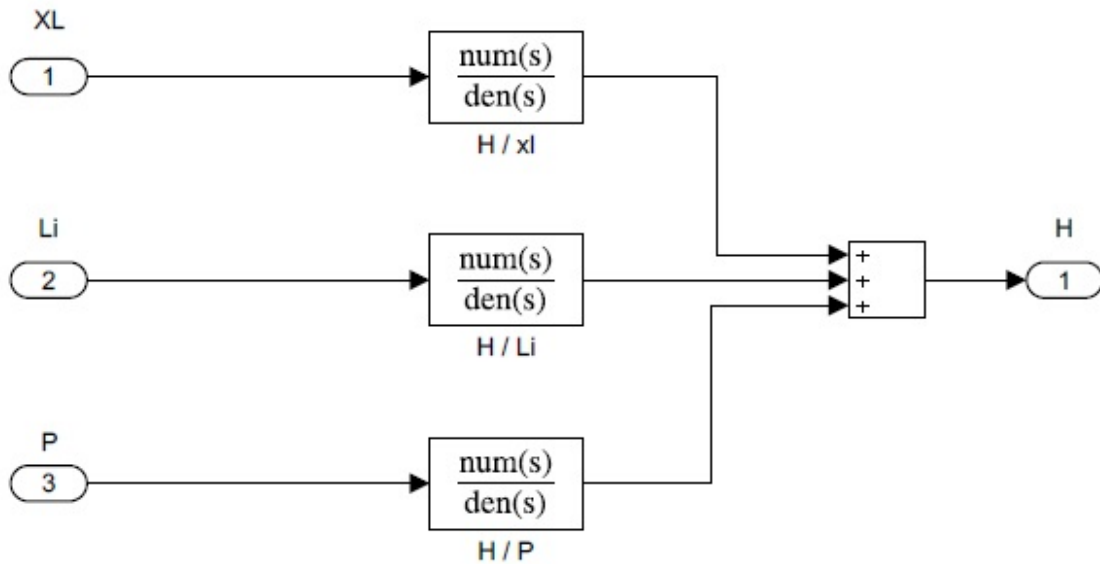 XL
1
num(s)
den(s)
H / xl
Li
2
num(s)
den(s)
H / Li
+
+
+
H
1
P
3
num(s)
den(s)
H / P